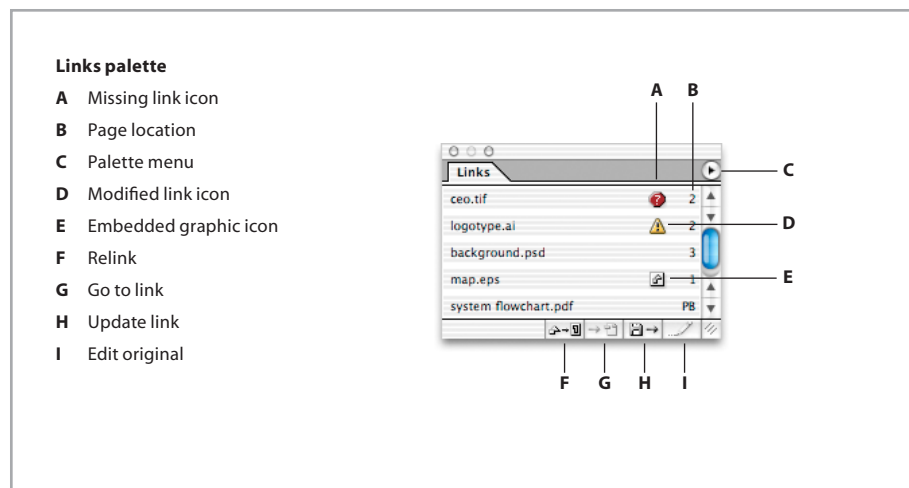 Links palette
A Missing link icon
B Page location
C Palette menu
D Modified link icon
E Embedded graphic icon
F Relink
G Go to link
H Update link
I Edit original
A B
Links
C
ceo.tif 2
logotype.ai 2
D
background.psd 3
map.eps 1
E
system flowchart.pdf PB
F G H I